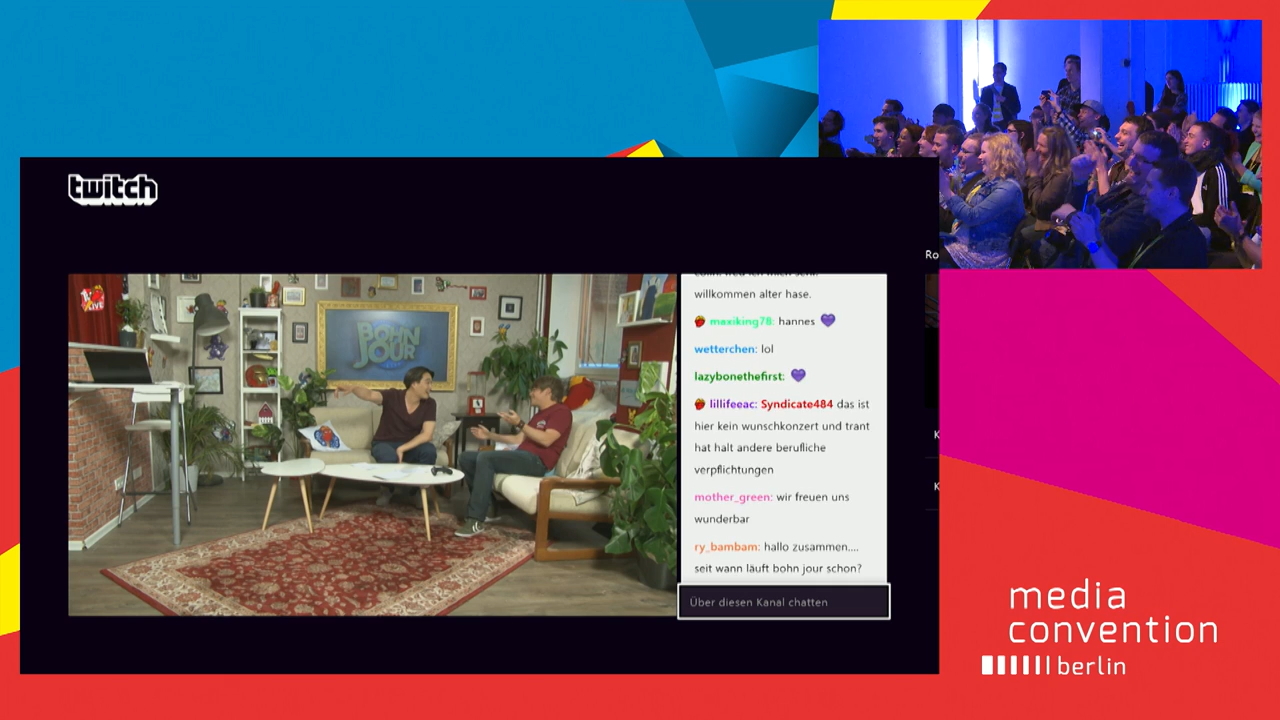 twitch
LIVE
BOHN
JOUR
willkommen alter hase.
maxiking78: hannes
wetterchen: lol
lazybonethefirst:
lillifeeac: Syndicate484 das ist
hier kein wunschkonzert und trant
hat halt andere berufliche
verpflichtungen
mother_green: wir freuen uns
wunderbar
ry_bambam: hallo zusammen....
seit wann läuft bohn jour schon?
Über diesen Kanal chatten
Ro
K
K
media
convention
berlin